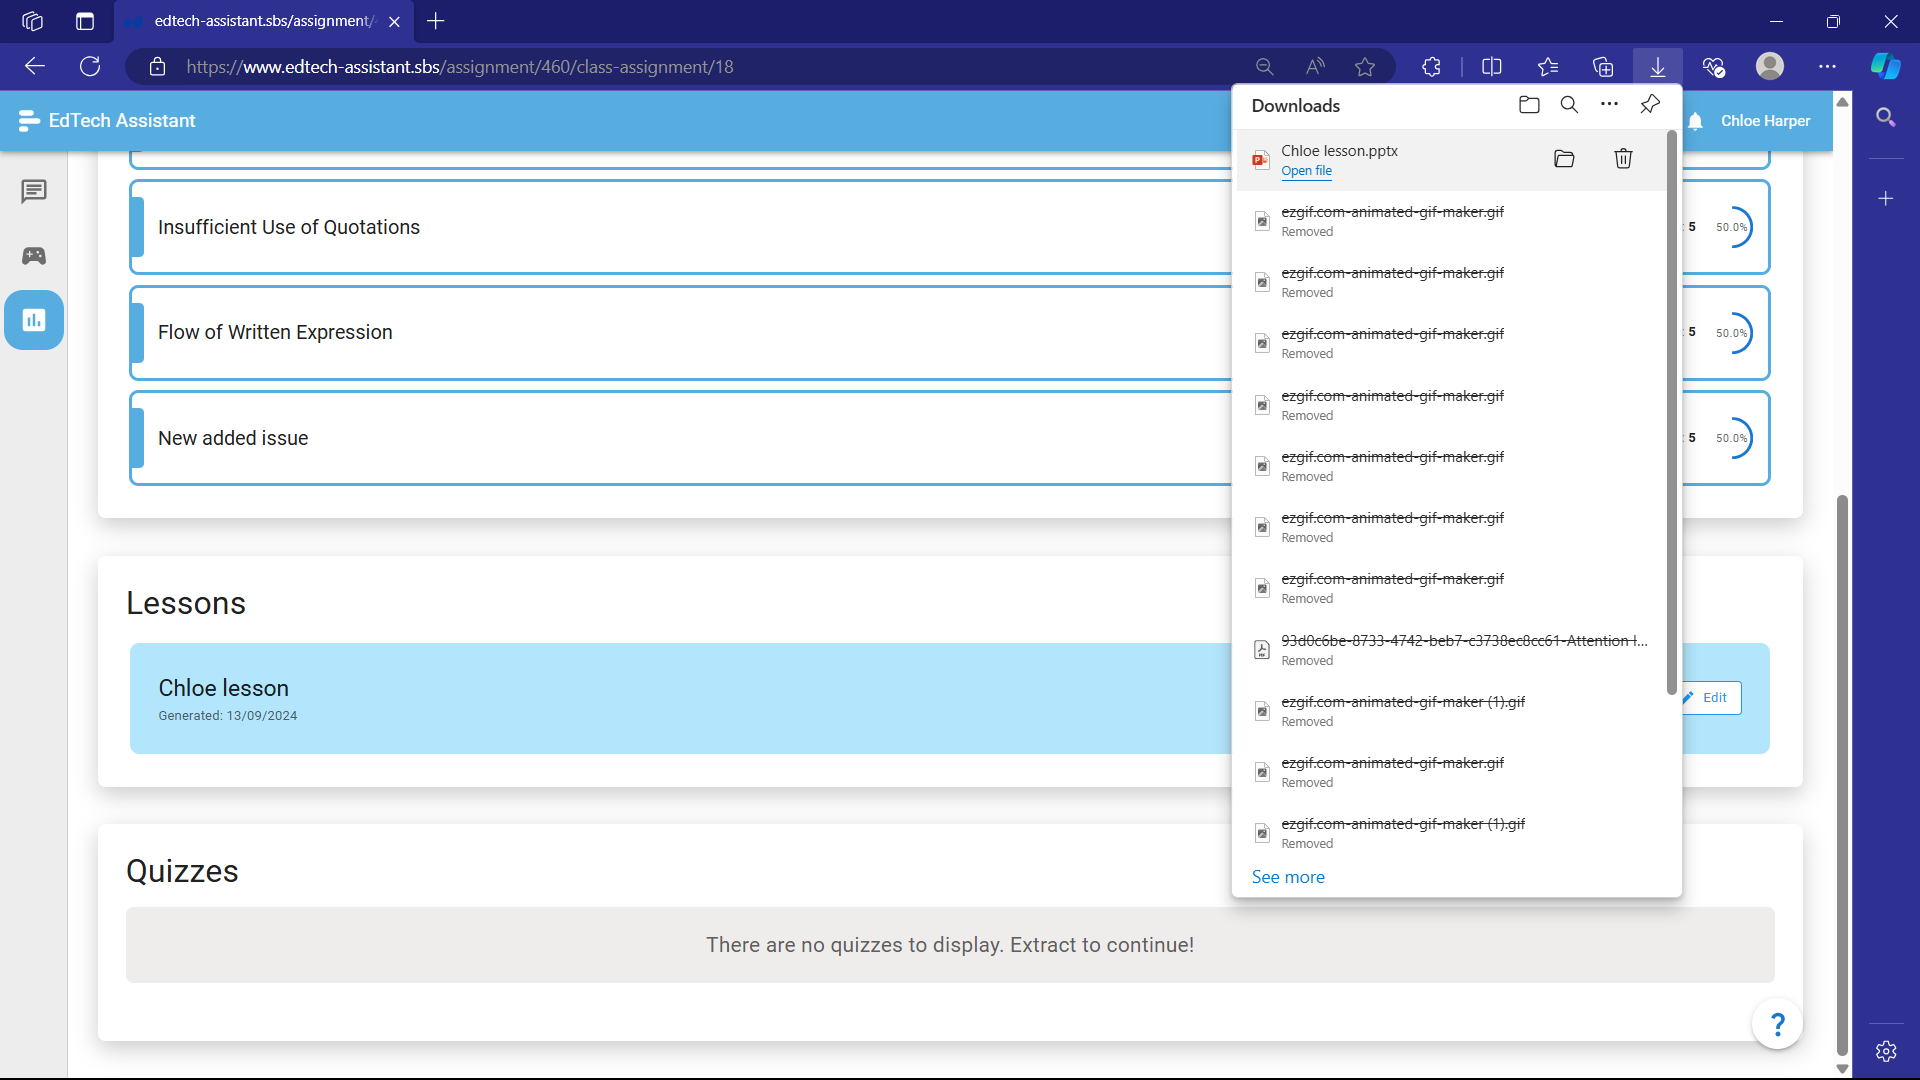 edtech-assistant.sbs/assignment/
https://www.edtech-assistant.sbs/assignment/460/class-assignment/18
EdTech Assistant
Chloe Harper
Downloads
Chloe lesson.pptx
Open file
ezgif.com-animated-gif-maker.gif
Removed
ezgif.com-animated-gif-maker.gif
Removed
ezgif.com-animated-gif-maker.gif
Removed
ezgif.com-animated-gif-maker.gif
Removed
ezgif.com-animated-gif-maker.gif
Removed
ezgif.com-animated-gif-maker.gif
Removed
ezgif.com-animated-gif-maker.gif
Removed
93d0c6be-8733-4742-beb7-c3738ec8cc61-Attention I...
Removed
ezgif.com-animated-gif-maker (1).gif
Removed
ezgif.com-animated-gif-maker.gif
Removed
ezgif.com-animated-gif-maker (1).gif
Removed
See more
Insufficient Use of Quotations
: 5 50.0%
Flow of Written Expression
: 5 50.0%
New added issue
: 5 50.0%
Lessons
Chloe lesson
Generated: 13/09/2024
Edit
Quizzes
There are no quizzes to display. Extract to continue!
?